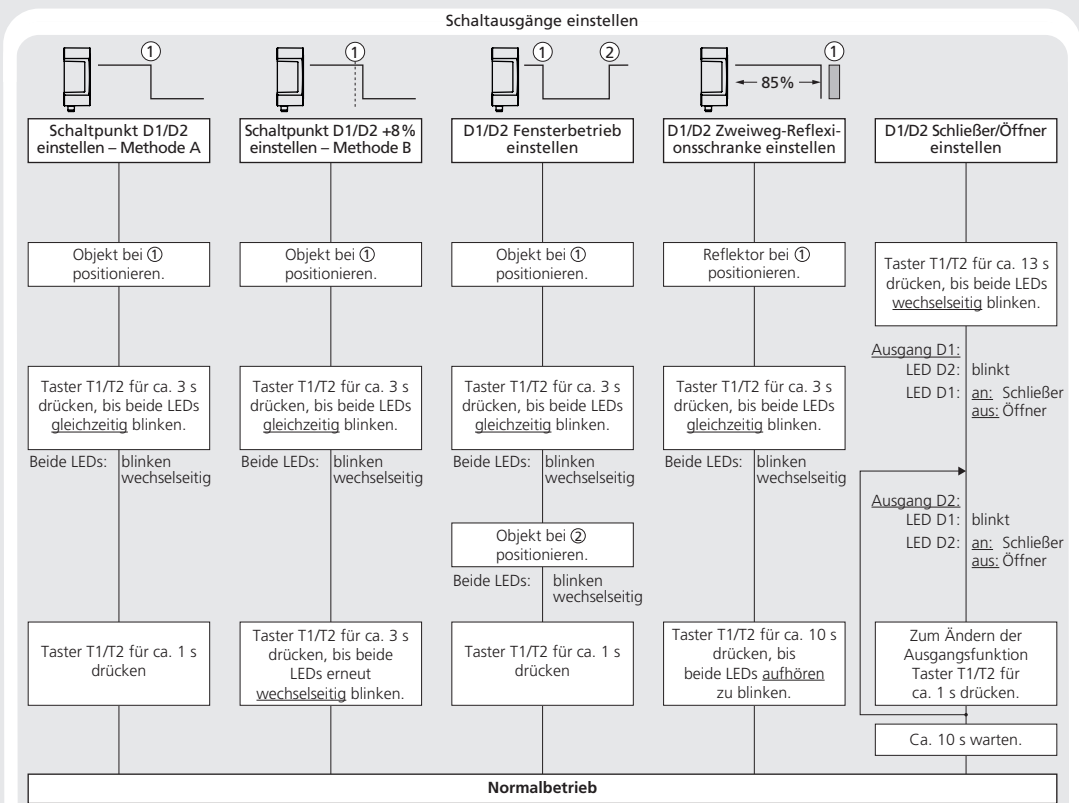 Schaltausgänge einstellen
①
①
①
②
①
85%
Schaltpunkt D1/D2
einstellen – Methode A
Schaltpunkt D1/D2 +8%
einstellen – Methode B
D1/D2 Fensterbetrieb
einstellen
D1/D2 Zweiweg-Reflexi-
onsschranke einstellen
D1/D2 Schließer/Öffner
einstellen
Objekt bei ①
positionieren.
Objekt bei ①
positionieren.
Objekt bei ①
positionieren.
Reflektor bei ①
positionieren.
Taster T1/T2 für ca. 13 s
drücken, bis beide LEDs
wechselseitig blinken.
Taster T1/T2 für ca. 3 s
drücken, bis beide LEDs
gleichzeitig blinken.
Taster T1/T2 für ca. 3 s
drücken, bis beide LEDs
gleichzeitig blinken.
Taster T1/T2 für ca. 3 s
drücken, bis beide LEDs
gleichzeitig blinken.
Taster T1/T2 für ca. 3 s
drücken, bis beide LEDs
gleichzeitig blinken.
Ausgang D1:
LED D2: blinkt
LED D1: an: Schließer
aus: Öffner
Beide LEDs: blinken
wechselseitig
Beide LEDs: blinken
wechselseitig
Beide LEDs: blinken
wechselseitig
Beide LEDs: blinken
wechselseitig
Ausgang D2:
LED D1: blinkt
LED D2: an: Schließer
aus: Öffner
Objekt bei ②
positionieren.
Beide LEDs: blinken
wechselseitig
Taster T1/T2 für ca. 1 s
drücken
Taster T1/T2 für ca. 3 s
drücken, bis beide
LEDs erneut
wechselseitig blinken.
Taster T1/T2 für ca. 1 s
drücken
Taster T1/T2 für ca. 10 s
drücken, bis
beide LEDs aufhören
zu blinken.
Zum Ändern der
Ausgangsfunktion
Taster T1/T2 für
ca. 1 s drücken.
Ca. 10 s warten.
Normalbetrieb